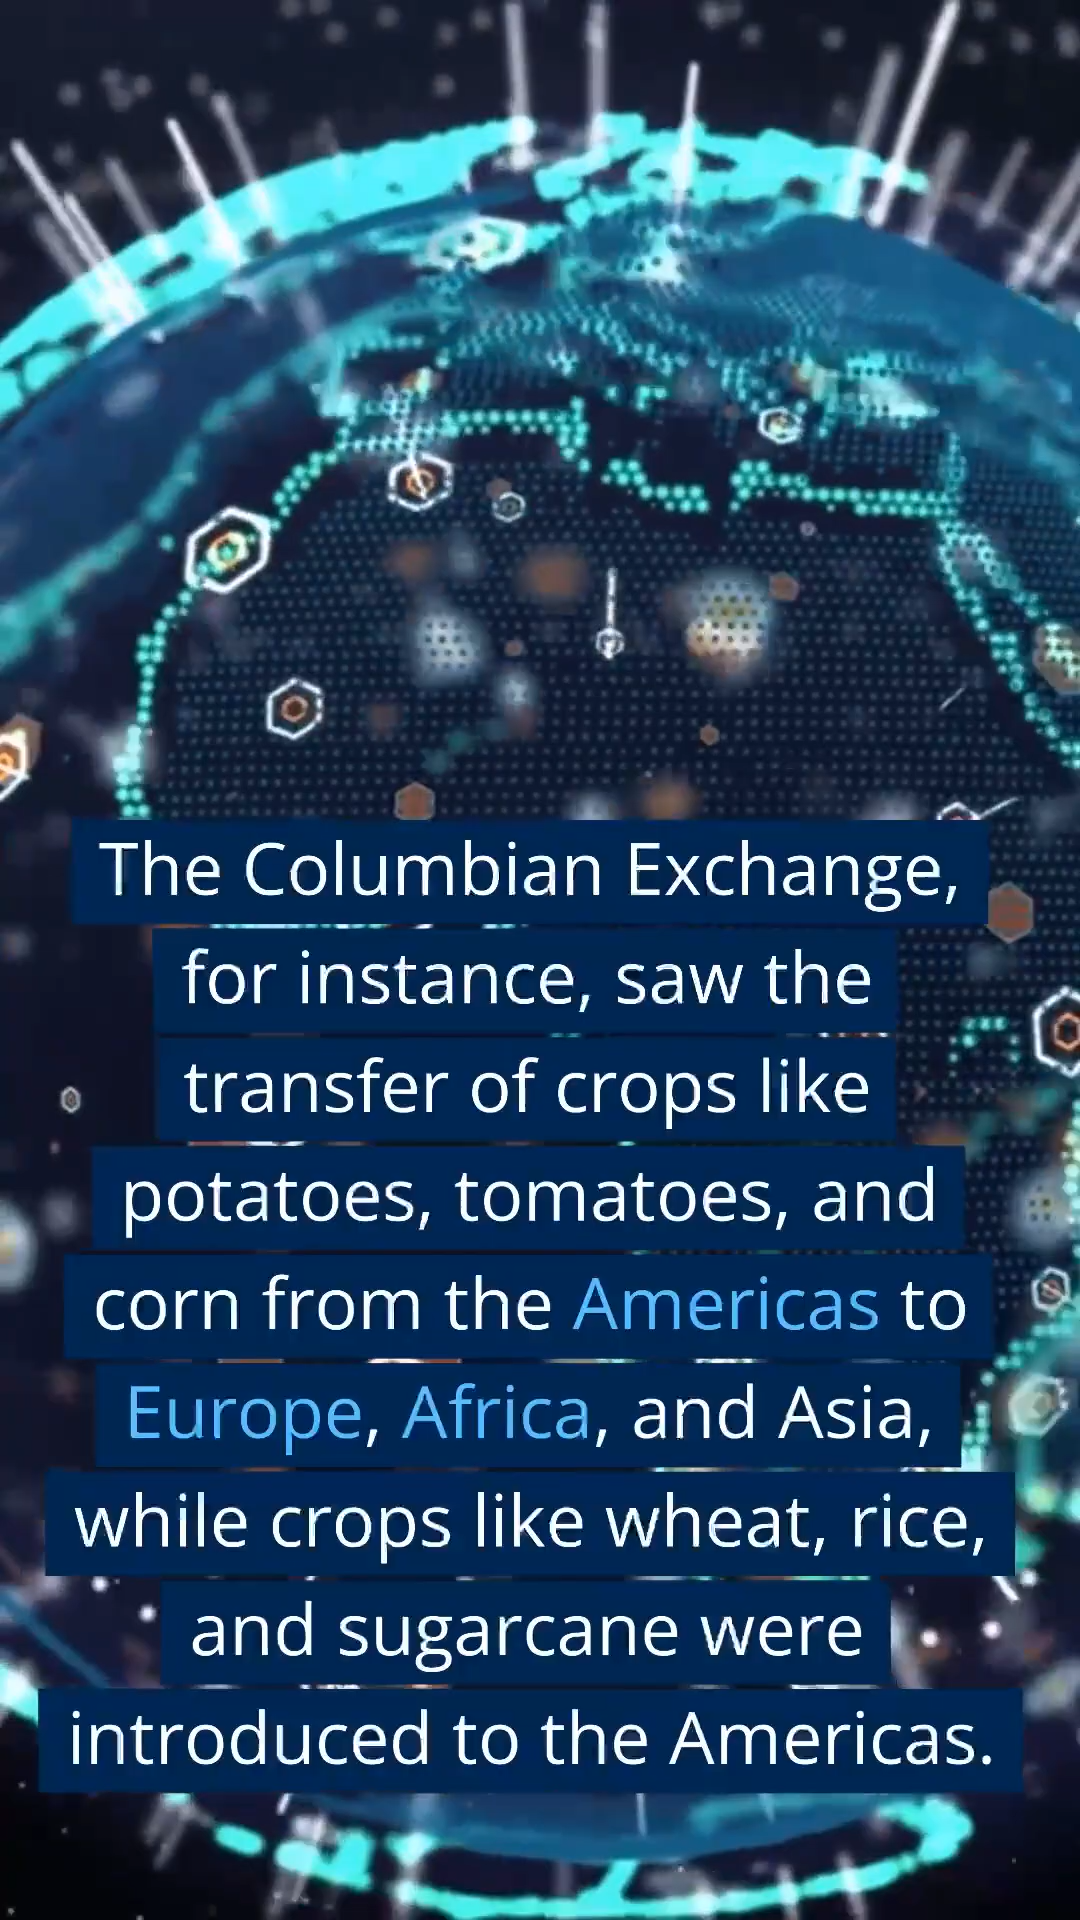 The Columbian Exchange,
for instance, saw the
transfer of crops like
potatoes, tomatoes, and
corn from the Americas to
Europe, Africa, and Asia,
while crops like wheat, rice,
and sugarcane were
introduced to the Americas.